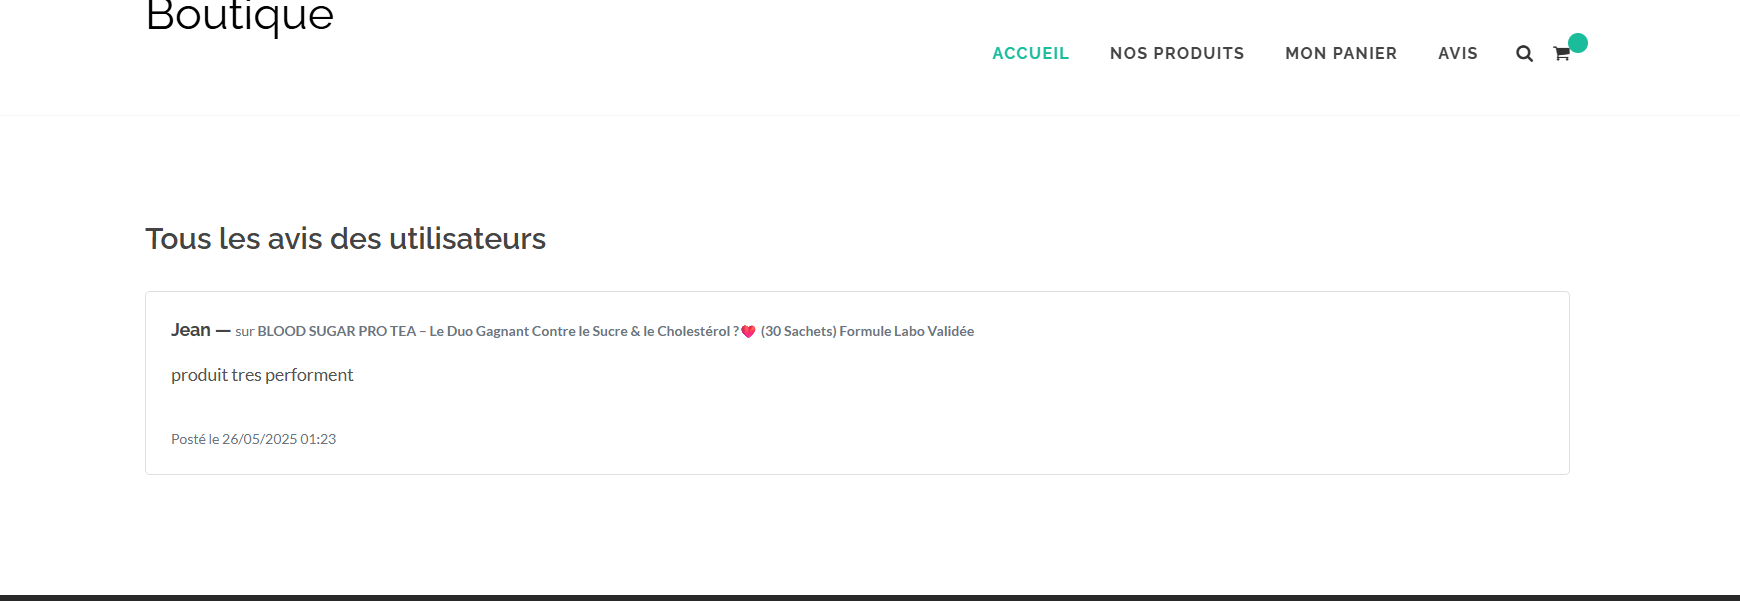 Boutique
ACCUEIL NOS PRODUITS MON PANIER AVIS
Tous les avis des utilisateurs
Jean — sur BLOOD SUGAR PRO TEA – Le Duo Gagnant Contre le Sucre & le Cholestérol ?💔 (30 Sachets) Formule Labo Validée
produit tres performent
Posté le 26/05/2025 01:23